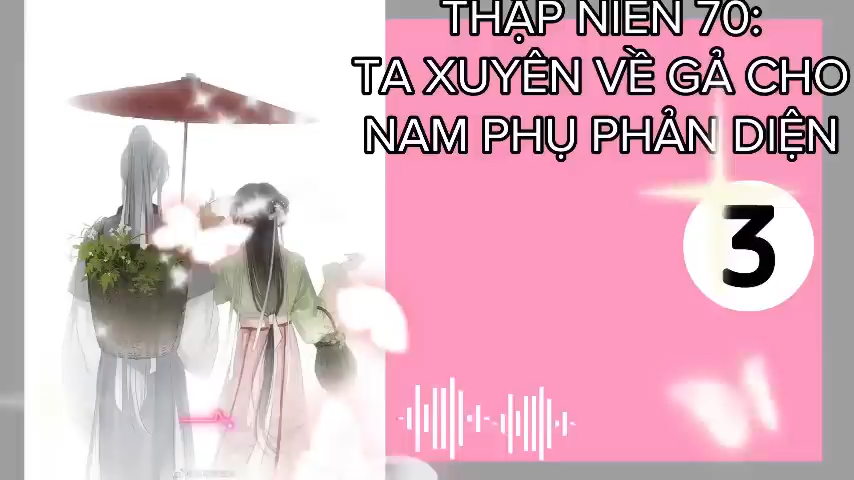 THẬP NIÊN 70:
TA XUYÊN VỀ GẢ CHO
NAM PHỤ PHẢN DIỆN
3